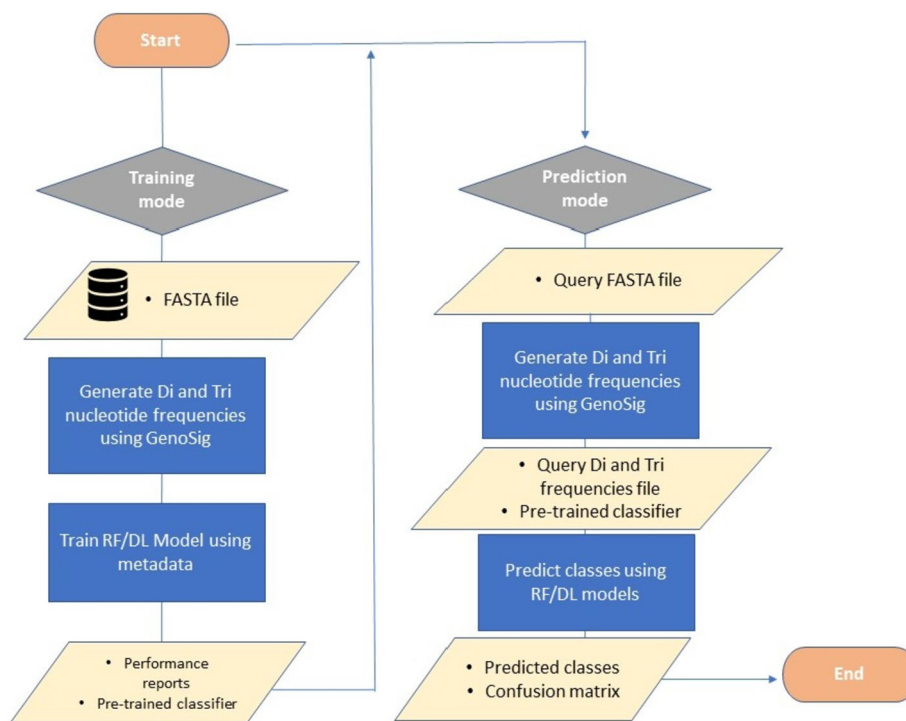 Start
Training
mode
• FASTA file
Generate Di and Tri
nucleotide frequencies
using GenoSig
Train RF/DL Model using
metadata
• Performance
reports
• Pre-trained classifier
Prediction
mode
• Query FASTA file
Generate Di and Tri
nucleotide frequencies
using GenoSig
• Query Di and Tri
frequencies file
• Pre-trained classifier
Predict classes using
RF/DL models
• Predicted classes
• Confusion matrix
End